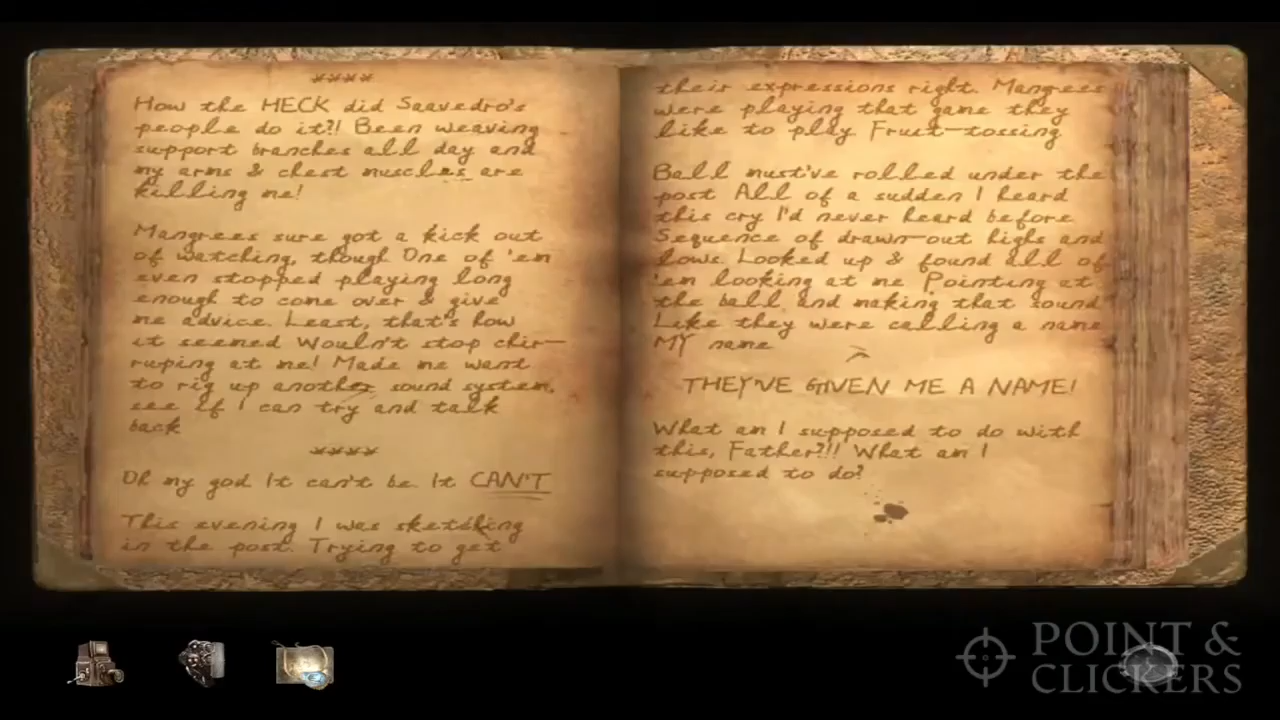 ****
How the HECK did Saavedro's
people do it?! Been weaving
support branches all day and
my arms & chest muscles are
killing me!
Mangrees sure got a kick out
of watching, though One of 'em
even stopped playing long
enough to come over & give
me advice. Least, that's how
it seemed Wouldn't stop chir-
ruping at me! Made me want
to rig up another sound system,
see if I can try and talk
back
****
Oh my god It can't be. It CAN'T
This evening I was sketching
in the post. Trying to get
their expressions right. Mangrees
were playing that game they
like to play Fruit-tossing
Ball must've rolled under the
post All of a sudden I heard
this cry I'd never heard before
Sequence of drawn-out highs and
lows. Looked up & found all of
'em looking at me Pointing at
the ball and making that sound
Like they were calling a name
MY name
THEY'VE GIVEN ME A NAME!
What am I supposed to do with
this, Father?!! What am I
supposed to do?
POINT &
CLICKERS